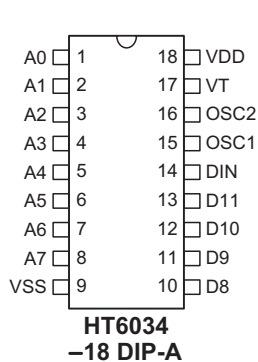 A0 1 18 VDD
A1 2 17 VT
A2 3 16 OSC2
A3 4 15 OSC1
A4 5 14 DIN
A5 6 13 D11
A6 7 12 D10
A7 8 11 D9
VSS 9 10 D8
HT6034
–18 DIP-A